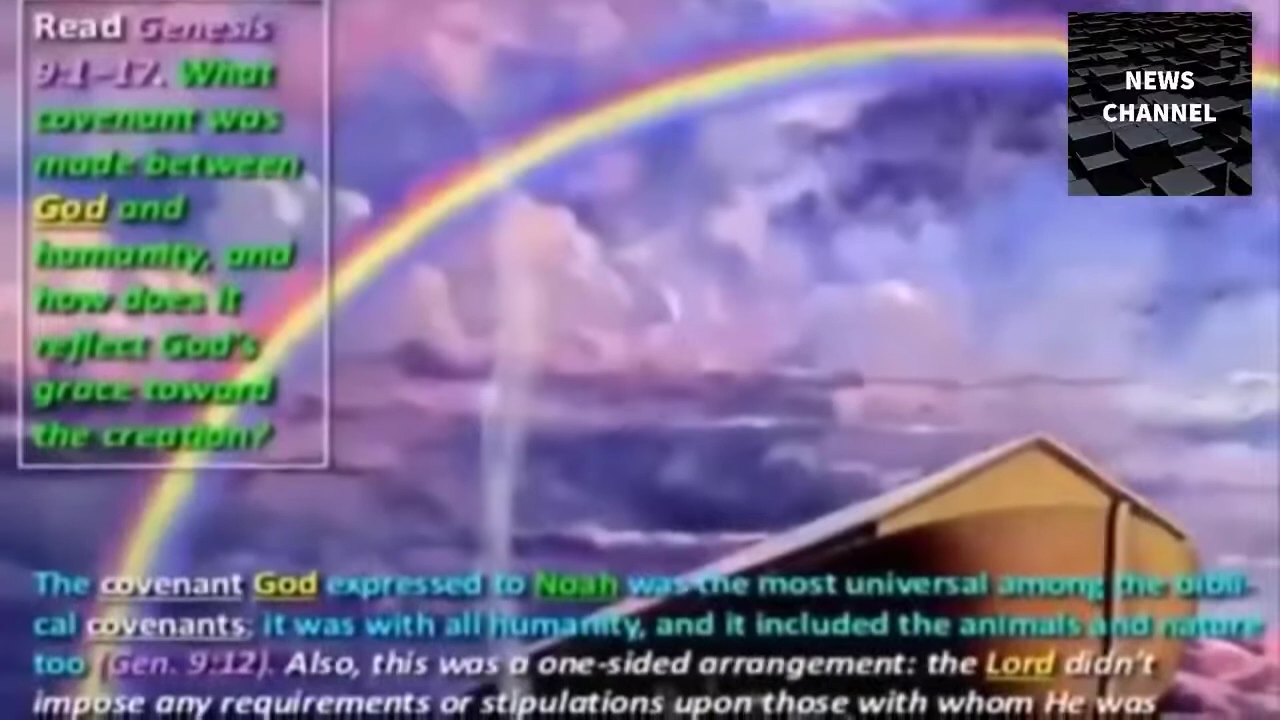 Read Genesis
9:1–17. What
covenant was
made between
God and
humanity, and
how does it
reflect God's
grace toward
the creation?
NEWS
CHANNEL
The covenant God expressed to Noah was the most universal among the bibli-
cal covenants; it was with all humanity, and it included the animals and nature
too (Gen. 9:12). Also, this was a one-sided arrangement: the Lord didn't
impose any requirements or stipulations upon those with whom He was